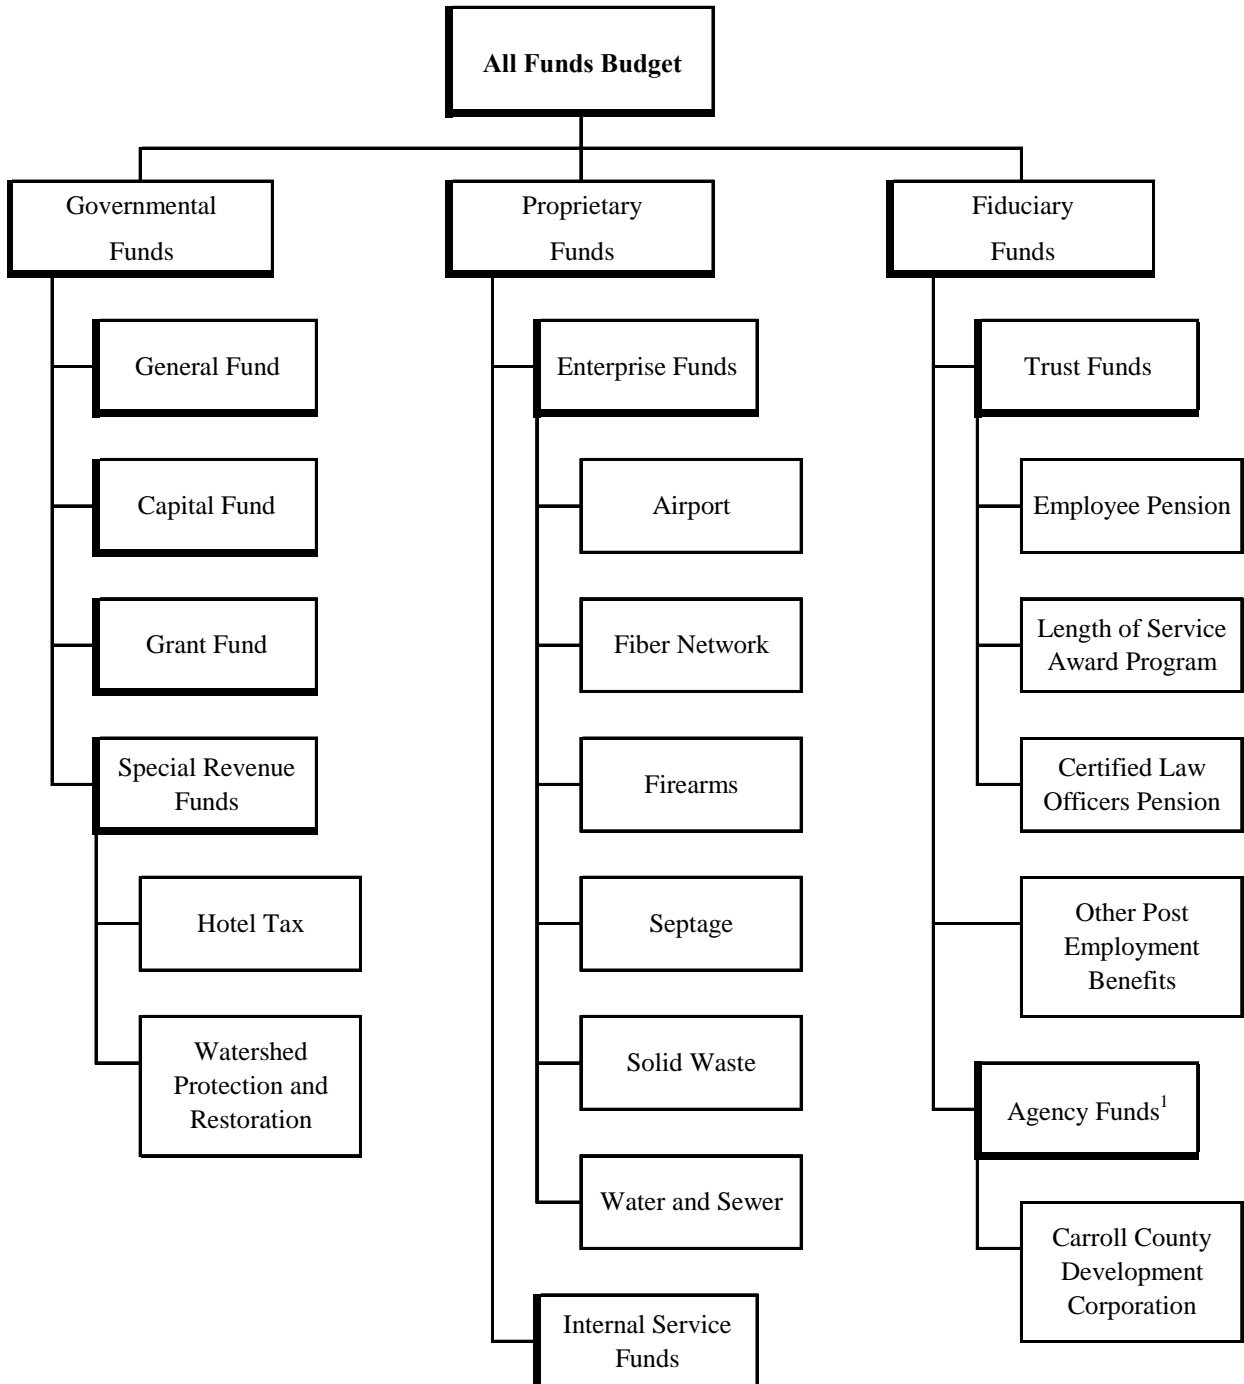 All Funds Budget
Governmental
Funds
General Fund
Capital Fund
Grant Fund
Special Revenue
Funds
Hotel Tax
Watershed
Protection and
Restoration
Proprietary
Funds
Enterprise Funds
Airport
Fiber Network
Firearms
Septage
Solid Waste
Water and Sewer
Internal Service
Funds
Fiduciary
Funds
Trust Funds
Employee Pension
Length of Service
Award Program
Certified Law
Officers Pension
Other Post
Employment
Benefits
Agency Funds¹
Carroll County
Development
Corporation